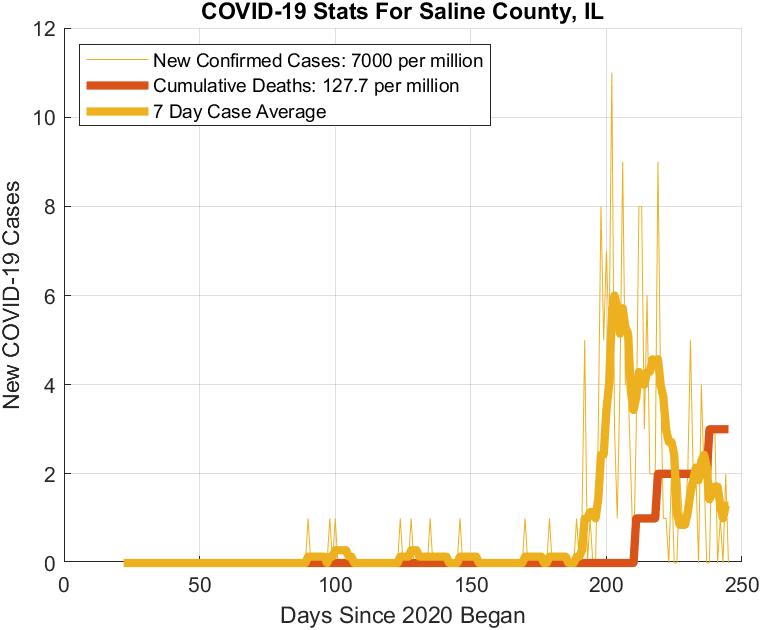 COVID-19 Stats For Saline County, IL
12
10
8
6
4
2
0
New Confirmed Cases: 7000 per million
Cumulative Deaths: 127.7 per million
7 Day Case Average
New COVID-19 Cases
0 50 100 150 200 250
Days Since 2020 Began